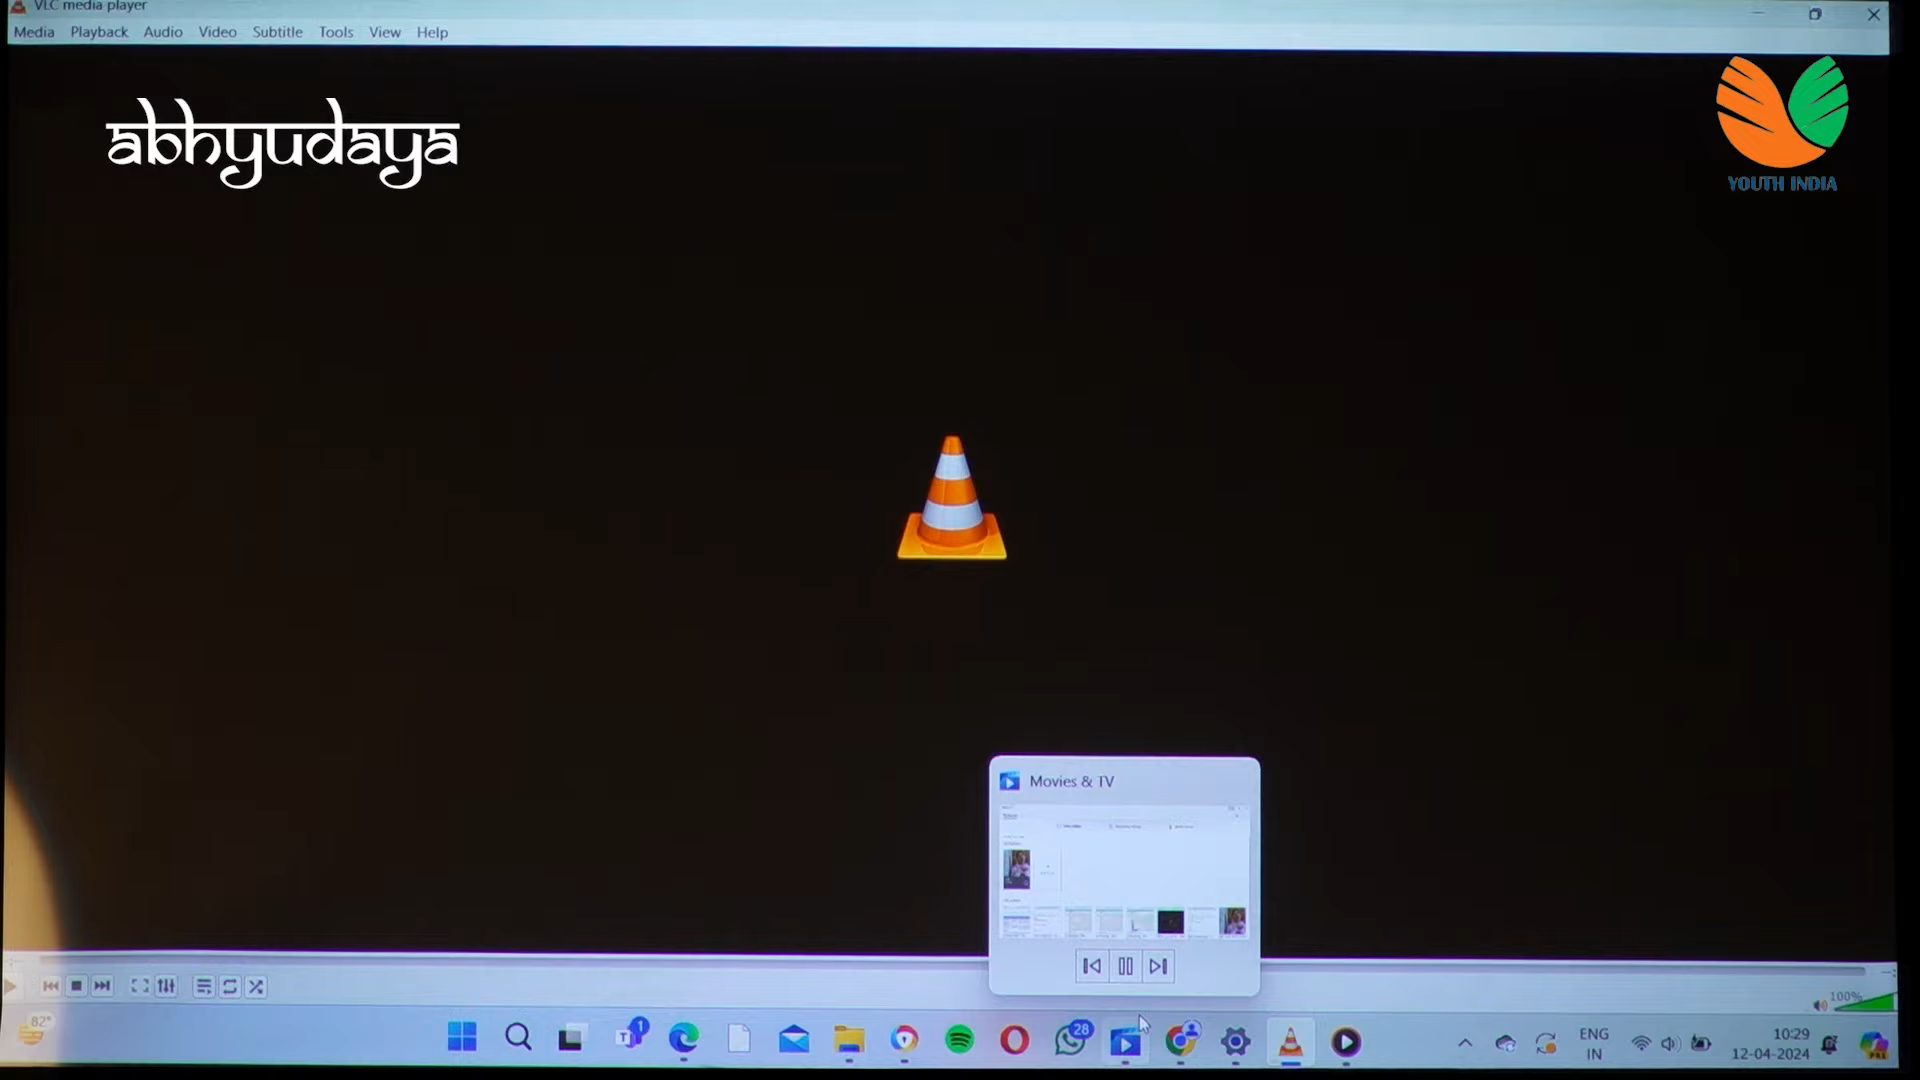 VLC media player
Media Playback Audio Video Subtitle Tools View Help
abhyudaya
YOUTH INDIA
Movies & TV
100%
82°
1
28
ENG
IN
10:29
12-04-2024
PRE